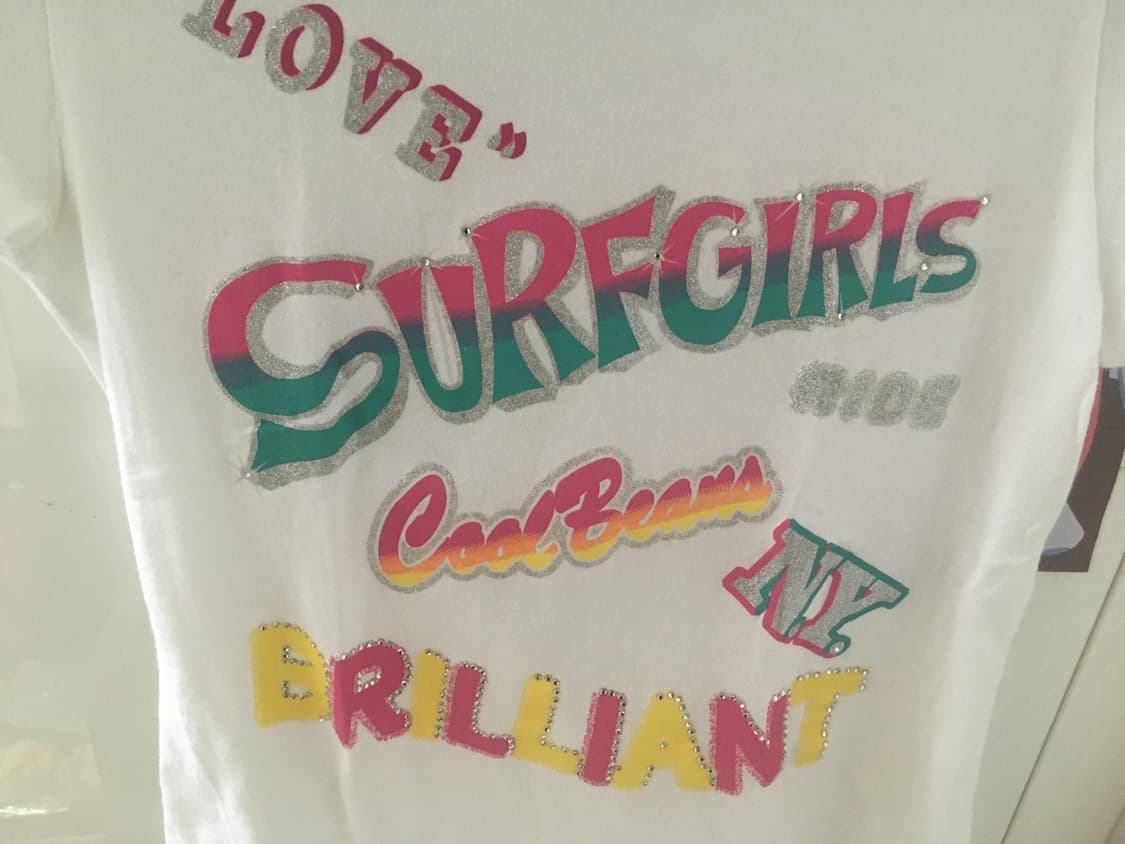 LOVE"
SURFGIRLS
Cool Beans
NY.
BRILLIANT